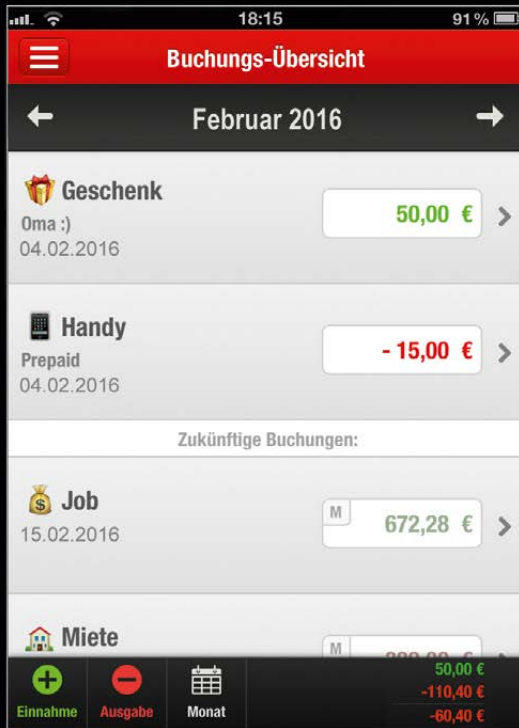 18:15
91 %
Buchungs-Übersicht
Februar 2016
Geschenk
50,00 €
Oma :)
04.02.2016
Handy
- 15,00 €
Prepaid
04.02.2016
Zukünftige Buchungen:
Job
M
672,28 €
15.02.2016
Miete
M
50,00 €
-110,40 €
-60,40 €
Einnahme
Ausgabe
Monat